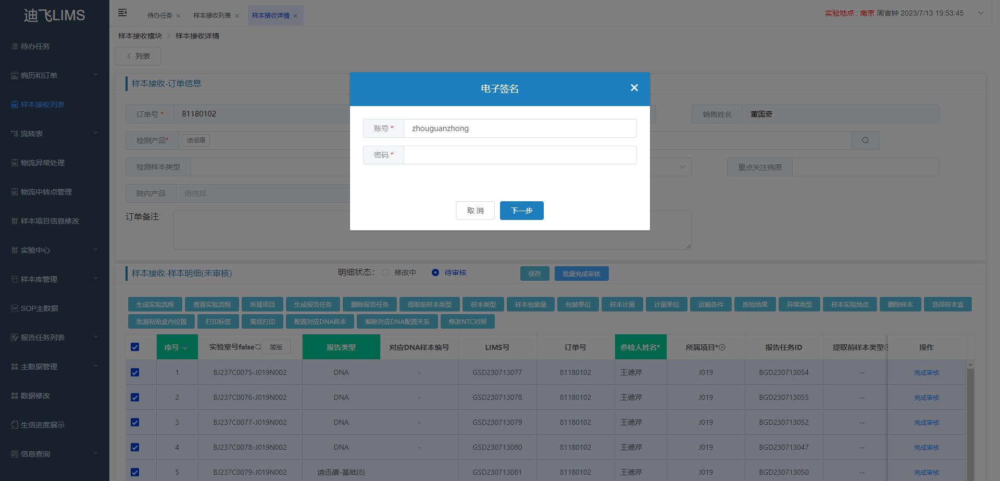 迪飞LIMS
待办任务
病历和订单
样本接收列表
流转表
物流异常处理
物流中转点管理
样本项目信息修改
实验中心
样本库管理
SOP主数据
报告任务列表
主数据管理
数据修改
生信进度展示
信息查询
待办任务 样本接收列表 样本接收详情
实验地点 : 南京 周官钟 2023/7/13 19:53:45
样本接收模块 样本接收详情
列表
样本接收-订单信息
订单号* 81180102
销售姓名 董国奇
检测产品* 迪感康
检测样本类型
重点关注病原
院内产品 请选择
订单备注:
电子签名
账号* zhouguanzhong
密码*
取消 下一步
样本接收-样本明细(未审核) 明细状态: 修改中 待审核 保存 批量完成审核
生成实验流程 查看实验流程 所属项目 生成报告任务 删除报告任务 提取前样本类型 样本类型 样本包装量 包装单位 样本计量 计量单位 运输条件 质检结果 异常类型 样本实验地点 删除样本 选择样本盒
批量粘贴盒内位置 打印标签 离线打印 配置对应DNA样本 解除对应DNA配置关系 修改NTC对照
序号 实验室号false 简版 报告类型 对应DNA样本编号 LIMS号 订单号 参检人姓名* 所属项目* 报告任务ID 提取前样本类型 操作
1 BJ237C0075-J019N002 DNA - GSD230713077 81180102 王德芹 J019 BGD230713054 -- 完成审核
2 BJ237C0076-J019N002 DNA - GSD230713078 81180102 王德芹 J019 BGD230713055 -- 完成审核
3 BJ237C0077-J019N002 DNA - GSD230713079 81180102 王德芹 J019 BGD230713052 -- 完成审核
4 BJ237C0078-J019N002 DNA - GSD230713080 81180102 王德芹 J019 BGD230713047 -- 完成审核
5 BJ237C0079-J019N002 迪迅康-基础(8) - GSD230713081 81180102 王德芹 J019 BGD230713050 -- 完成审核